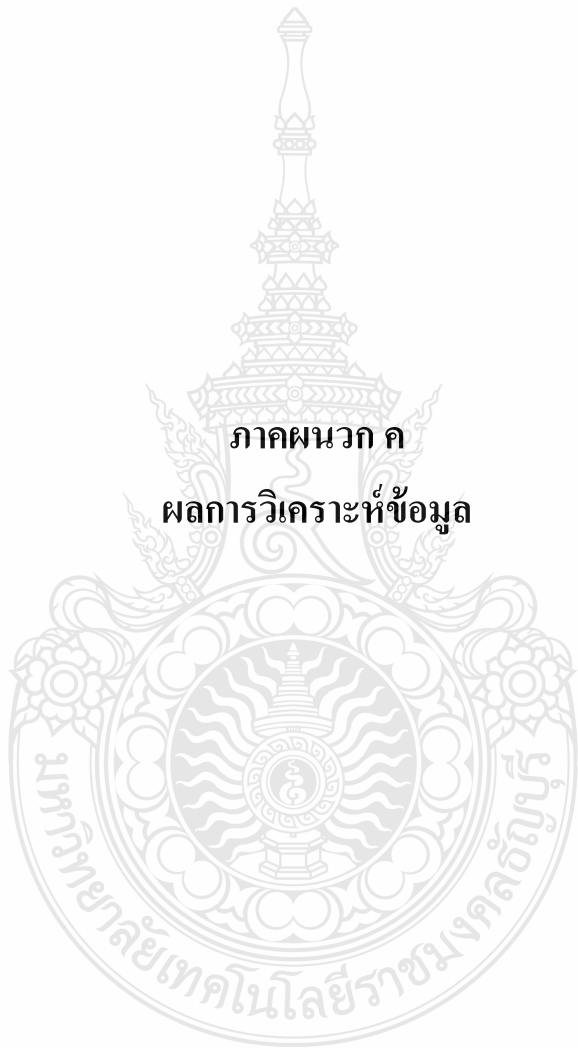 ภาคผนวก ค
ผลการวิเคราะห์ข้อมูล
มหาวิทยาลัยเทคโนโลยีราชมงคลธัญบุรี